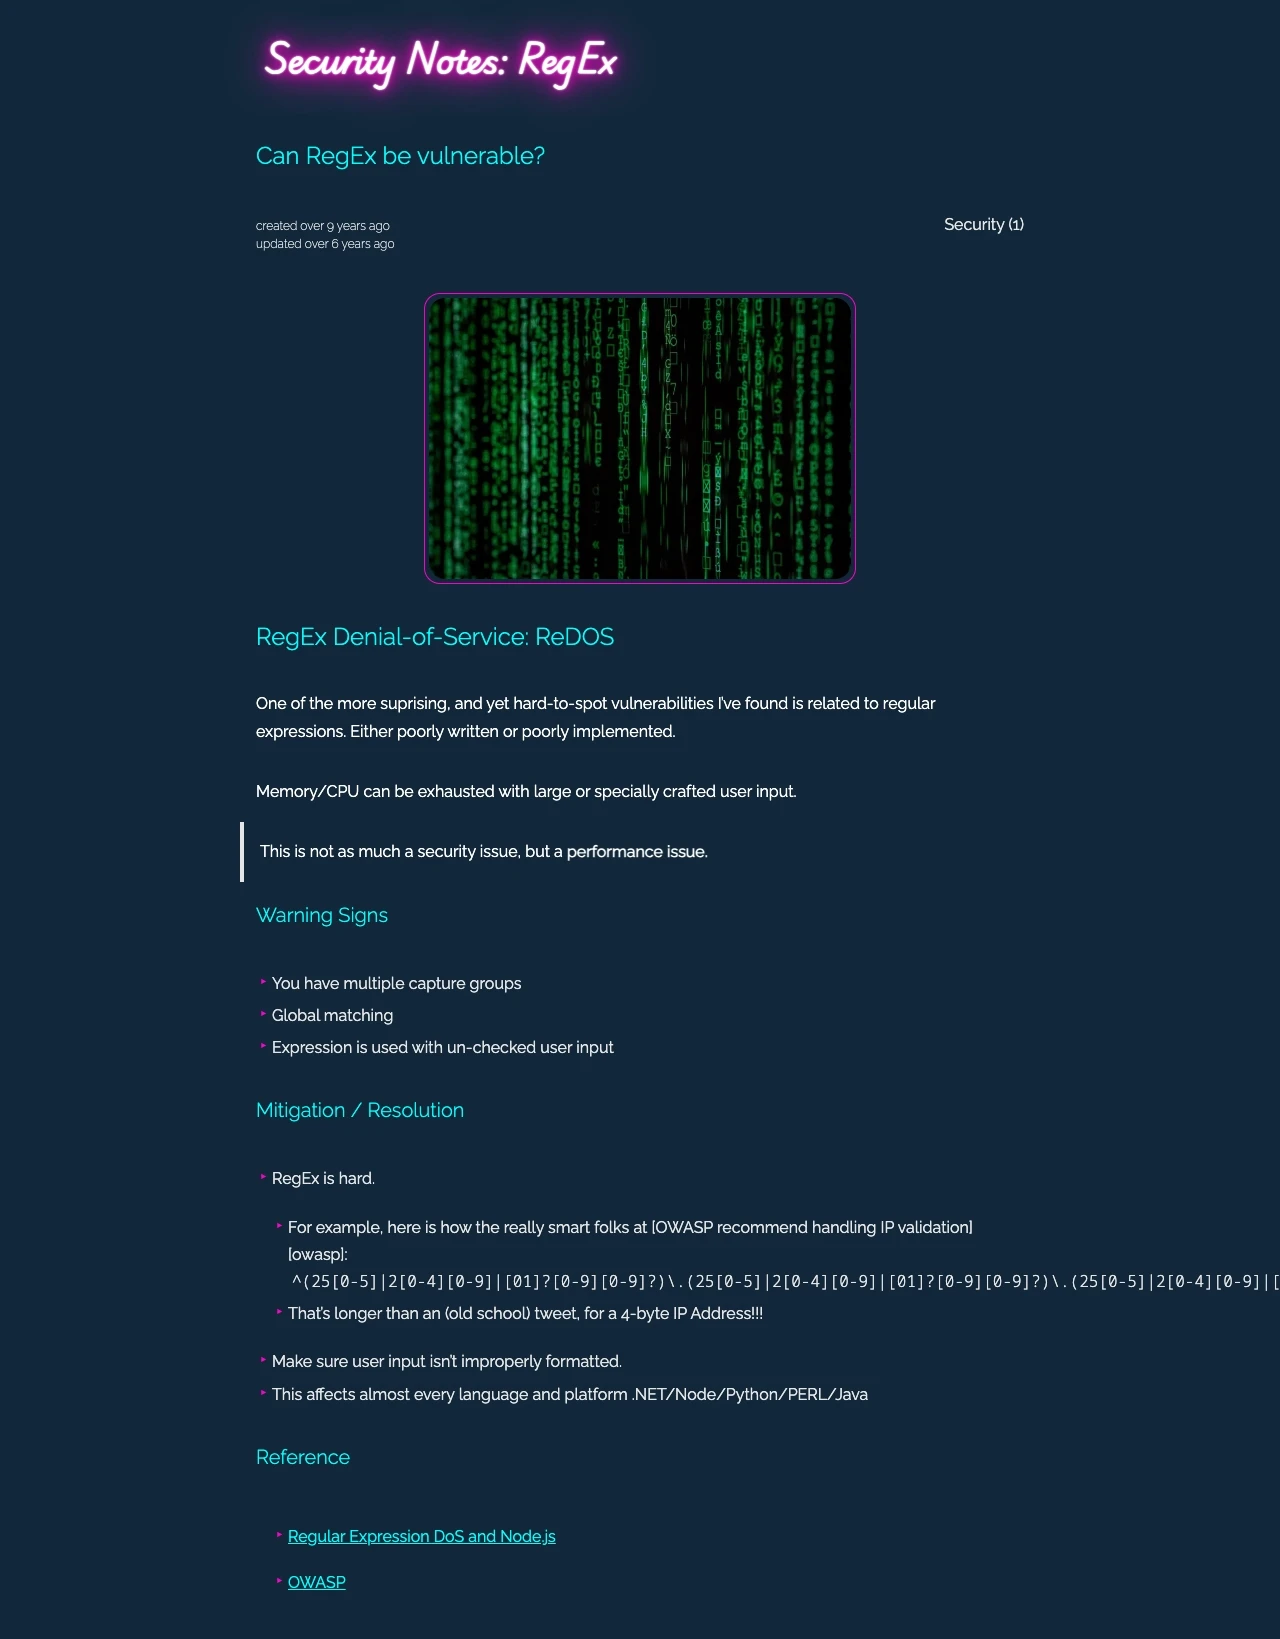 Security Notes: RegEx
Can RegEx be vulnerable?
created over 9 years ago
updated over 6 years ago
Security (1)
RegEx Denial-of-Service: ReDOS
One of the more suprising, and yet hard-to-spot vulnerabilities I've found is related to regular
expressions. Either poorly written or poorly implemented.
Memory/CPU can be exhausted with large or specially crafted user input.
This is not as much a security issue, but a performance issue.
Warning Signs
‣ You have multiple capture groups
‣ Global matching
‣ Expression is used with un-checked user input
Mitigation / Resolution
‣ RegEx is hard.
‣ For example, here is how the really smart folks at [OWASP recommend handling IP validation]
[owasp]:
^(25[0-5]|2[0-4][0-9]|[01]?[0-9][0-9]?)\.(25[0-5]|2[0-4][0-9]|[01]?[0-9][0-9]?)\.(25[0-5]|2[0-4][0-9]|[
‣ That's longer than an (old school) tweet, for a 4-byte IP Address!!!
‣ Make sure user input isn't improperly formatted.
‣ This affects almost every language and platform .NET/Node/Python/PERL/Java
Reference
‣ Regular Expression DoS and Node.js
‣ OWASP